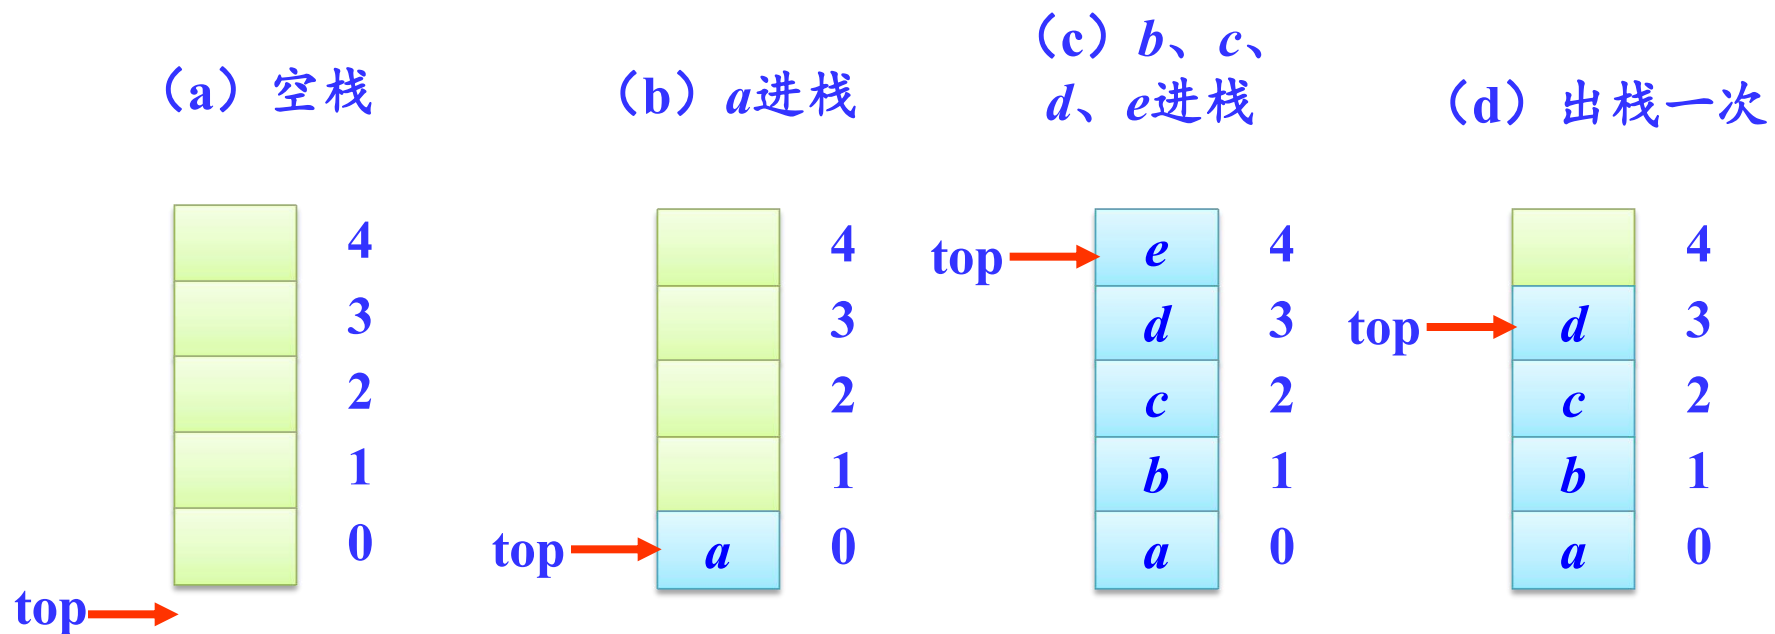 （a）空栈
4
3
2
1
0
top
（b）a进栈
4
3
2
1
top a 0
（c）b、c、
d、e进栈
top e 4
d 3
c 2
b 1
a 0
（d）出栈一次
4
top d 3
c 2
b 1
a 0